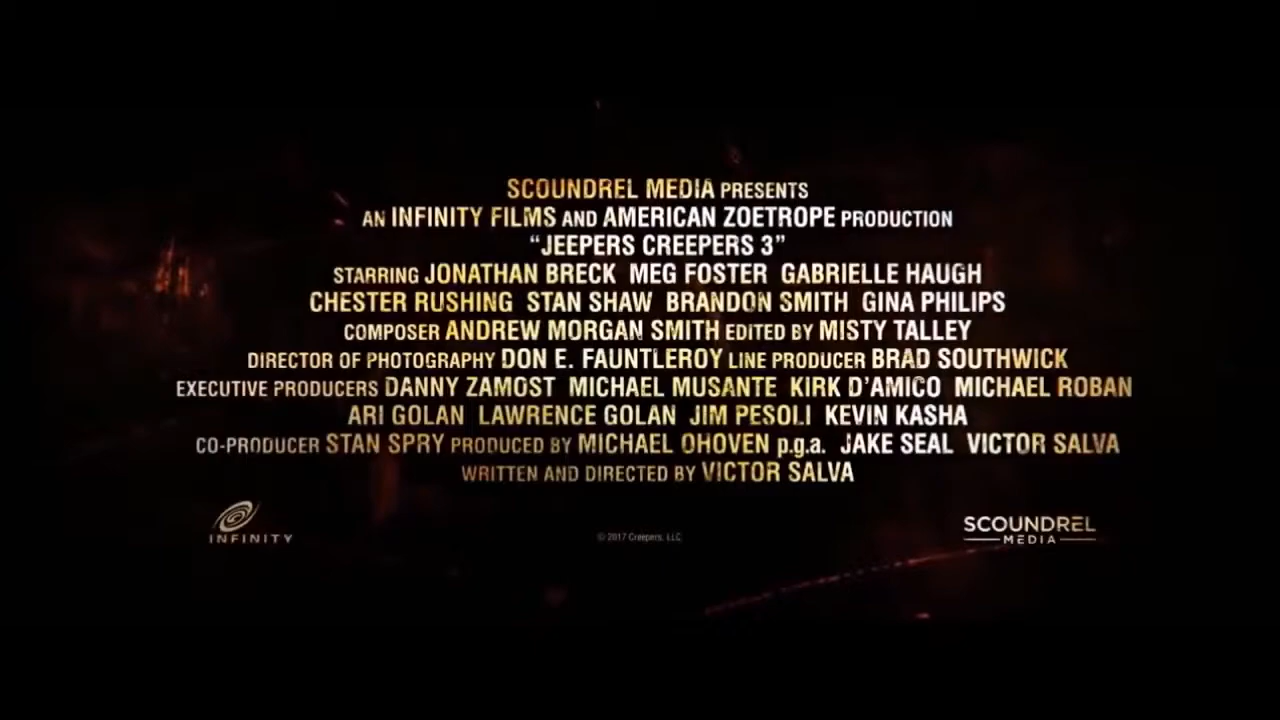 SCOUNDREL MEDIA PRESENTS
AN INFINITY FILMS AND AMERICAN ZOETROPE PRODUCTION
“JEEPERS CREEPERS 3”
STARRING JONATHAN BRECK MEG FOSTER GABRIELLE HAUGH
CHESTER RUSHING STAN SHAW BRANDON SMITH GINA PHILIPS
COMPOSER ANDREW MORGAN SMITH EDITED BY MISTY TALLEY
DIRECTOR OF PHOTOGRAPHY DON E. FAUNTLEROY LINE PRODUCER BRAD SOUTHWICK
EXECUTIVE PRODUCERS DANNY ZAMOST MICHAEL MUSANTE KIRK D’AMICO MICHAEL ROBAN
ARI GOLAN LAWRENCE GOLAN JIM PESOLI KEVIN KASHA
CO-PRODUCER STAN SPRY PRODUCED BY MICHAEL OHOVEN p.g.a. JAKE SEAL VICTOR SALVA
WRITTEN AND DIRECTED BY VICTOR SALVA
INFINITY
© 2017 Creepers, LLC
SCOUNDREL
MEDIA